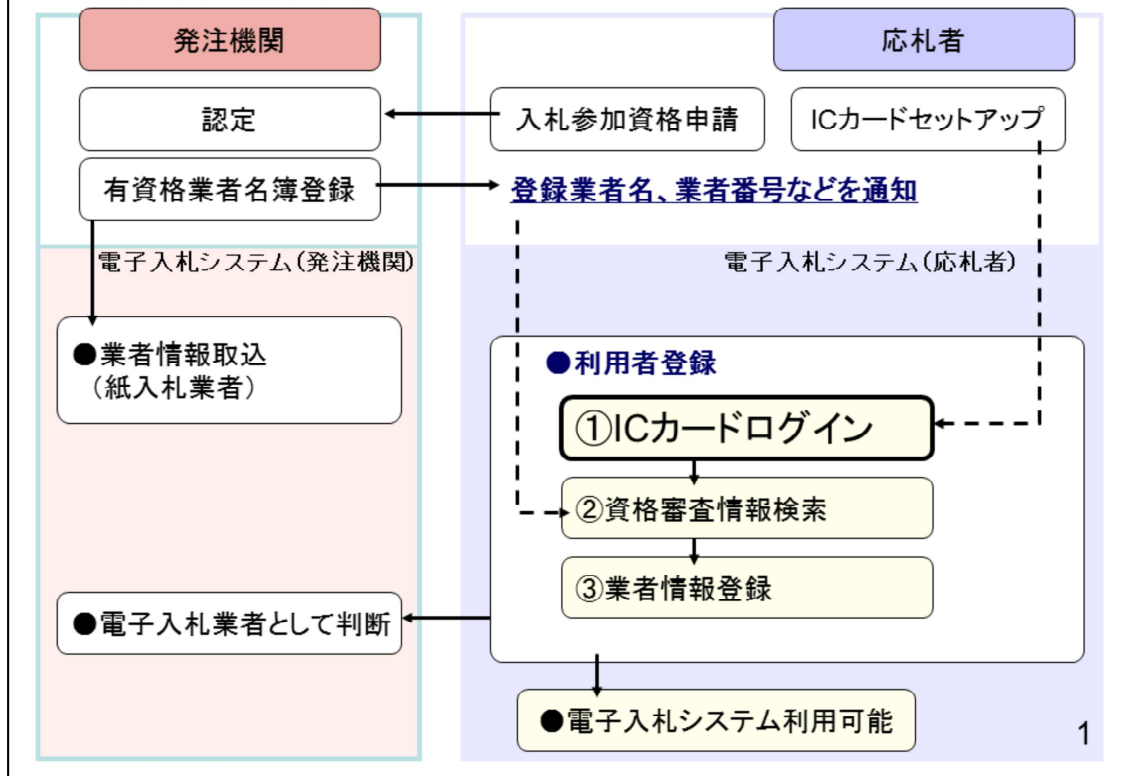 発注機関
応札者
認定
入札参加資格申請
ICカードセットアップ
有資格業者名簿登録
登録業者名、業者番号などを通知
電子入札システム(発注機関)
電子入札システム(応札者)
●業者情報取込
(紙入札業者)
●利用者登録
①ICカードログイン
②資格審査情報検索
③業者情報登録
●電子入札業者として判断
●電子入札システム利用可能
1